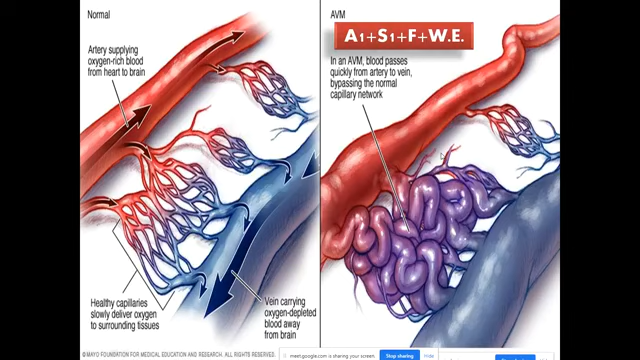 Normal
Artery supplying
oxygen-rich blood
from heart to brain
Healthy capillaries
slowly deliver oxygen
to surrounding tissues
Vein carrying
oxygen-depleted
blood away
from brain
©MAYO FOUNDATION FOR MEDICAL EDUCATION AND RESEARCH. ALL RIGHTS RESERVED.
AVM
A1+S1+F+W.E.
In an AVM, blood passes
quickly from artery to vein,
bypassing the normal
capillary network
meet.google.com is sharing your screen.
Stop sharing
Hide